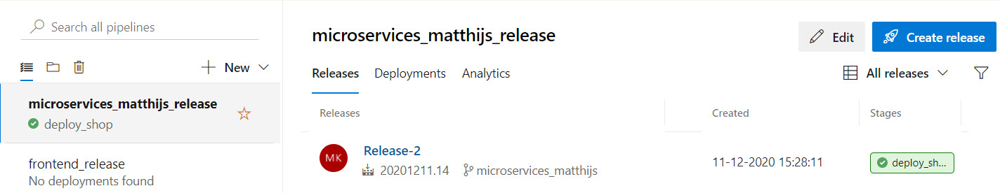 Search all pipelines
New
microservices_matthijs_release
deploy_shop
frontend_release
No deployments found
microservices_matthijs_release
Edit
Create release
Releases Deployments Analytics
All releases
Releases Created Stages
MK
Release-2
20201211.14 microservices_matthijs
11-12-2020 15:28:11
deploy_sh...